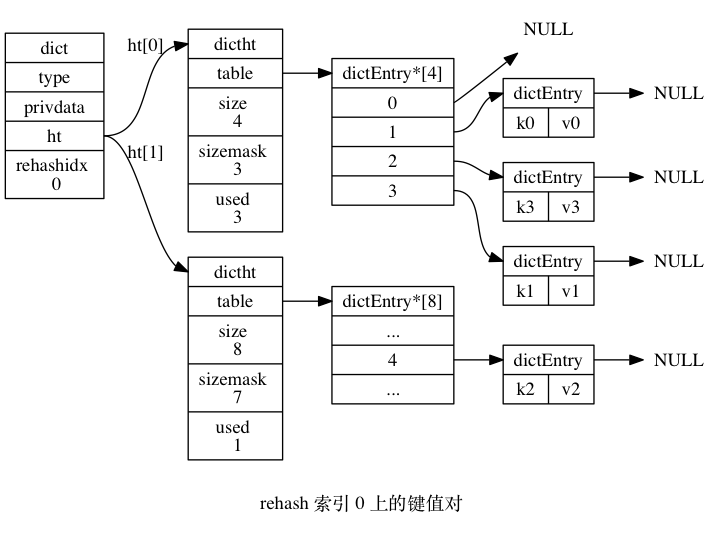 dict
type
privdata
ht
rehashidx
0
ht[0]
ht[1]
dictht
table
size
4
sizemask
3
used
3
dictht
table
size
8
sizemask
7
used
1
dictEntry*[4]
0
1
2
3
dictEntry*[8]
...
4
...
NULL
dictEntry
k0 v0
NULL
dictEntry
k3 v3
NULL
dictEntry
k1 v1
NULL
dictEntry
k2 v2
NULL
rehash 索引 0 上的键值对